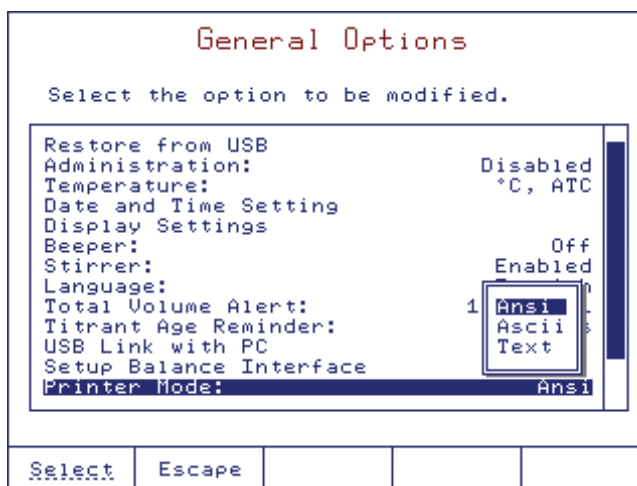 General Options
Select the option to be modified.
Restore from USB
Administration: Disabled
Temperature: °C, ATC
Date and Time Setting
Display Settings
Beeper: Off
Stirrer: Enabled
Language:
Total Volume Alert: 1
Titrant Age Reminder:
USB Link with PC
Setup Balance Interface
Printer Mode: Ansi
Ansi
Ascii
Text
Select Escape